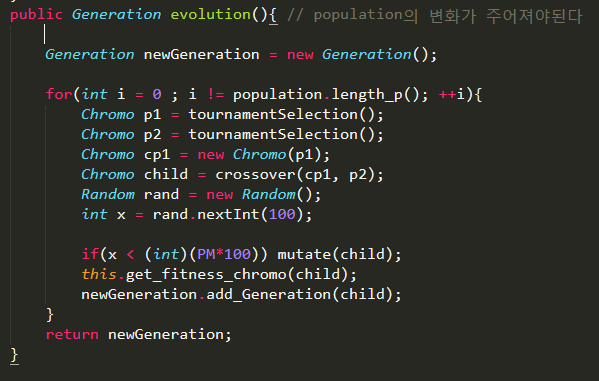 public Generation evolution(){ // population의 변화가 주어져야된다
Generation newGeneration = new Generation();
for(int i = 0 ; i != population.length_p(); ++i){
Chromo p1 = tournamentSelection();
Chromo p2 = tournamentSelection();
Chromo cp1 = new Chromo(p1);
Chromo child = crossover(cp1, p2);
Random rand = new Random();
int x = rand.nextInt(100);
if(x < (int)(PM*100)) mutate(child);
this.get_fitness_chromo(child);
newGeneration.add_Generation(child);
}
return newGeneration;
}